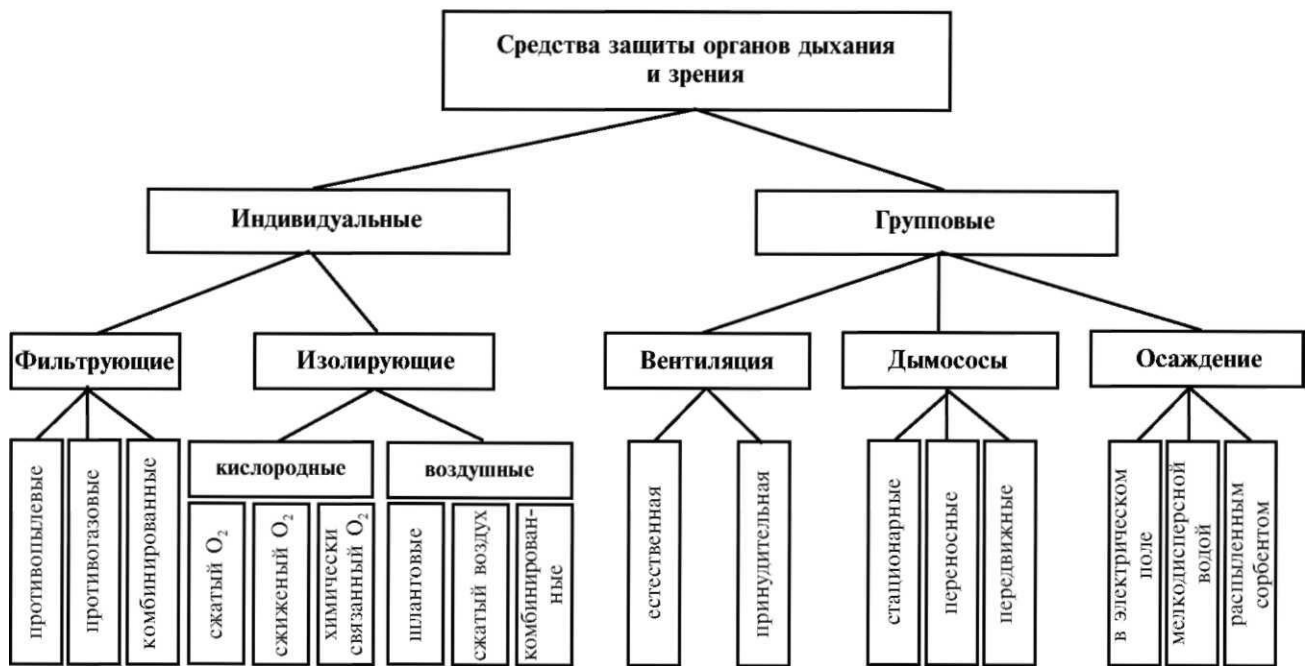 Средства защиты органов дыхания
и зрения
Индивидуальные
Групповые
Фильтрующие
Изолирующие
Вентиляция
Дымососы
Осаждение
противопылевые
противогазовые
комбинированные
кислородные
воздушные
сжатый O₂
сжиженый O₂
химически
связанный O₂
шланговые
сжатый воздух
комбинирован-
ные
естественная
принудительная
стационарные
переносные
передвижные
в электрическом
поле
мелкодисперсной
водой
распыленным
сорбентом